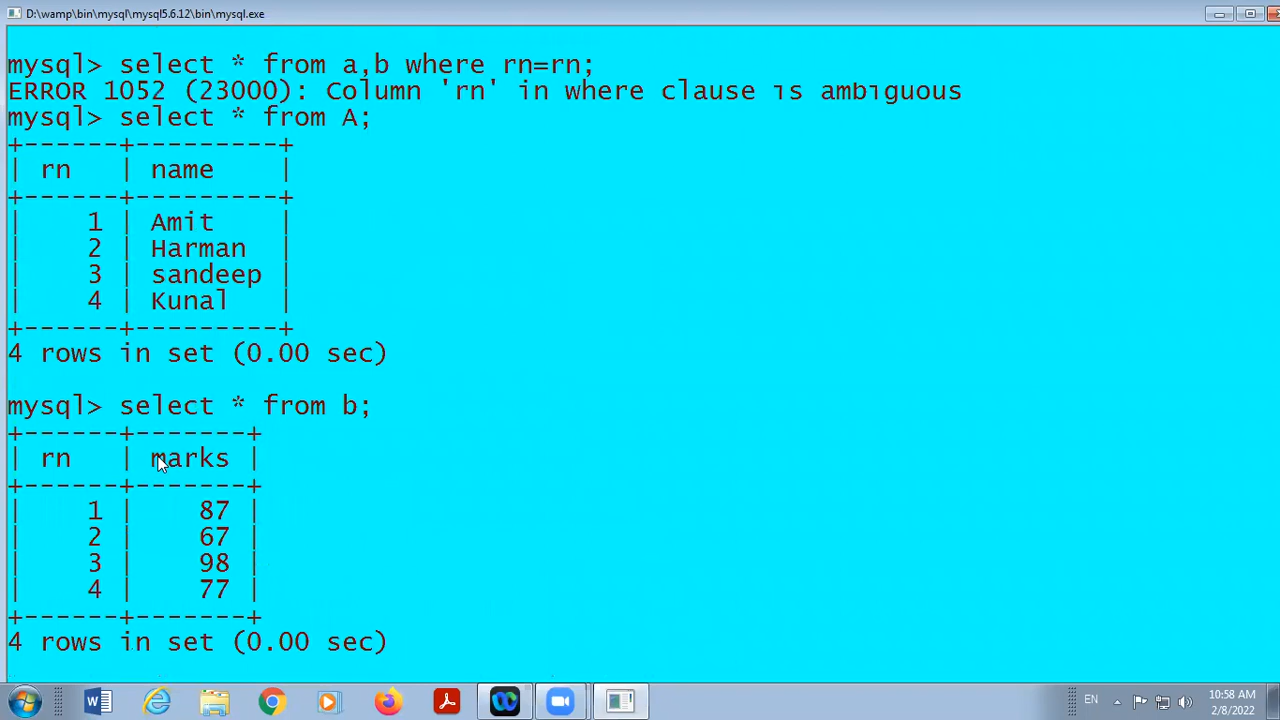 D:\wamp\bin\mysql\mysql5.6.12\bin\mysql.exe
mysql> select * from a,b where rn=rn;
ERROR 1052 (23000): Column 'rn' in where clause is ambiguous
mysql> select * from A;
+------+---------+
| rn   | name    |
+------+---------+
|    1 | Amit    |
|    2 | Harman  |
|    3 | sandeep |
|    4 | Kunal   |
+------+---------+
4 rows in set (0.00 sec)
mysql> select * from b;
+------+-------+
| rn   | marks |
+------+-------+
|    1 |    87 |
|    2 |    67 |
|    3 |    98 |
|    4 |    77 |
+------+-------+
4 rows in set (0.00 sec)
EN
10:58 AM
2/8/2022